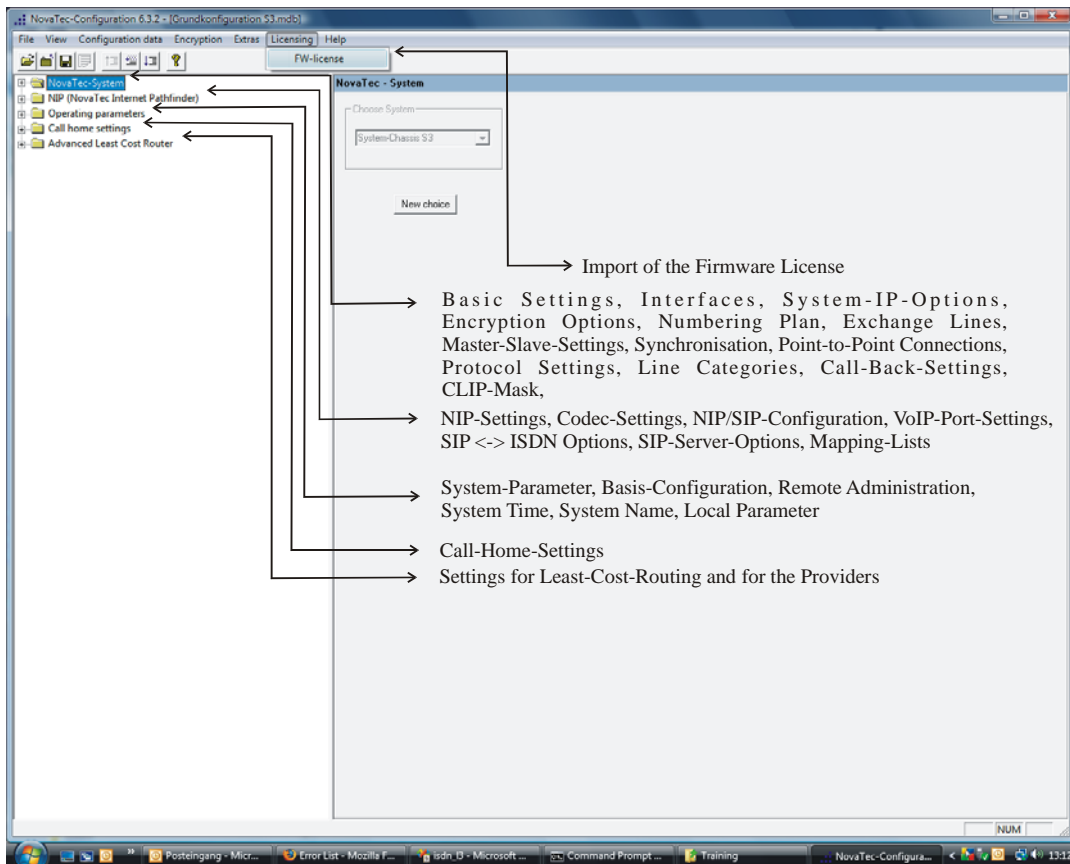 NovaTec-Configuration 6.3.2 - [Grundkonfiguration S3.mdb]
File View Configuration data Encryption Extras Licensing Help
FW-license
NovaTec-System
NIP (NovaTec Internet Pathfinder)
Operating parameters
Call home settings
Advanced Least Cost Router
NovaTec - System
Choose System
System-Chassis S3
New choice
Import of the Firmware License
Basic Settings, Interfaces, System-IP-Options,
Encryption Options, Numbering Plan, Exchange Lines,
Master-Slave-Settings, Synchronisation, Point-to-Point Connections,
Protocol Settings, Line Categories, Call-Back-Settings,
CLIP-Mask,
NIP-Settings, Codec-Settings, NIP/SIP-Configuration, VoIP-Port-Settings,
SIP <-> ISDN Options, SIP-Server-Options, Mapping-Lists
System-Parameter, Basis-Configuration, Remote Administration,
System Time, System Name, Local Parameter
Call-Home-Settings
Settings for Least-Cost-Routing and for the Providers
NUM
Posteingang - Micr... Error List - Mozilla F... isdn_l3 - Microsoft ... Command Prompt ... Training NovaTec-Configura... 13:12